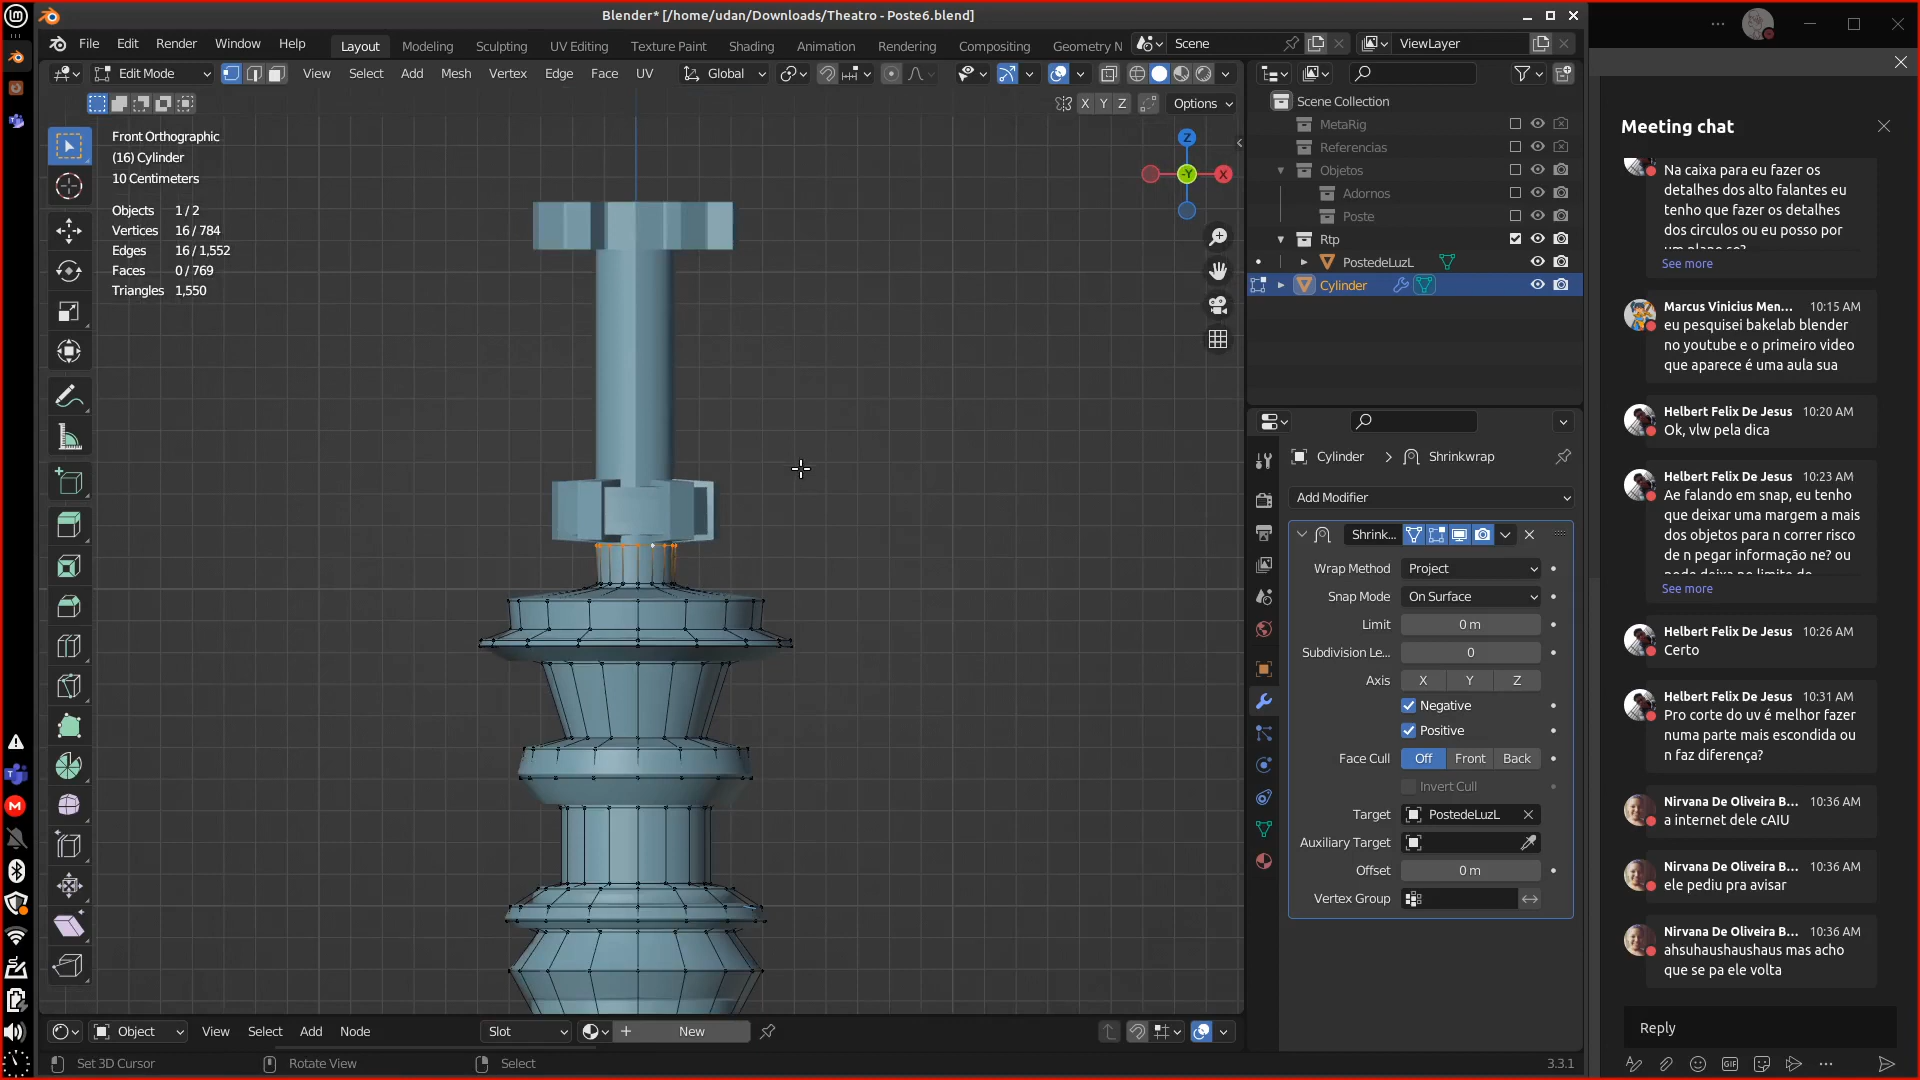 Blender* [/home/udan/Downloads/Theatro - Poste6.blend]
File Edit Render Window Help Layout Modeling Sculpting UV Editing Texture Paint Shading Animation Rendering Compositing Geometry N Scene ViewLayer
Edit Mode View Select Add Mesh Vertex Edge Face UV Global
X Y Z Options
Front Orthographic
(16) Cylinder
10 Centimeters
Objects 1 / 2
Vertices 16 / 784
Edges 16 / 1,552
Faces 0 / 769
Triangles 1,550
Z
-Y
X
Scene Collection
MetaRig
Referencias
Objetos
Adornos
Poste
Rtp
PostedeLuzL
Cylinder
Cylinder > Shrinkwrap
Add Modifier
Shrink...
Wrap Method Project
Snap Mode On Surface
Limit 0 m
Subdivision Le... 0
Axis X Y Z
Negative
Positive
Face Cull Off Front Back
Invert Cull
Target PostedeLuzL
Auxiliary Target
Offset 0 m
Vertex Group
Object View Select Add Node Slot New
Set 3D Cursor Rotate View Select 3.3.1
Meeting chat
Na caixa para eu fazer os
detalhes dos alto falantes eu
tenho que fazer os detalhes
dos circulos ou eu posso por
um plano so?
See more
Marcus Vinicius Men... 10:15 AM
eu pesquisei bakelab blender
no youtube e o primeiro video
que aparece é uma aula sua
Helbert Felix De Jesus 10:20 AM
Ok, vlw pela dica
Helbert Felix De Jesus 10:23 AM
Ae falando em snap, eu tenho
que deixar uma margem a mais
dos objetos para n correr risco
de n pegar informação ne? ou
See more
Helbert Felix De Jesus 10:26 AM
Certo
Helbert Felix De Jesus 10:31 AM
Pro corte do uv é melhor fazer
numa parte mais escondida ou
n faz diferença?
Nirvana De Oliveira B... 10:36 AM
a internet dele cAIU
Nirvana De Oliveira B... 10:36 AM
ele pediu pra avisar
Nirvana De Oliveira B... 10:36 AM
ahsuhaushaushaus mas acho
que se pa ele volta
Reply
GIF